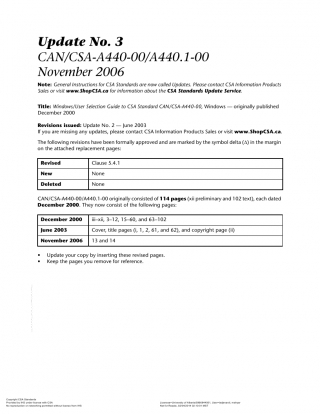 Update No. 3
CAN/CSA-A440-00/A440.1-00
November 2006
Note: General Instructions for CSA Standards are now called Updates. Please contact CSA Information Products
Sales or visit www.ShopCSA.ca for information about the CSA Standards Update Service.
Title: Windows/User Selection Guide to CSA Standard CAN/CSA-A440-00, Windows — originally published
December 2000
Revisions Issued: Update No. 2 — June 2003
If you are missing any updates, please contact CSA Information Products Sales or visit www.ShopCSA.ca.
The following revisions have been formally approved and are marked by the symbol delta (Δ) in the margin
on the attached replacement pages:
Revised Clause 5.4.1
New None
Deleted None
CAN/CSA-A440-00/A440.1-00 originally consisted of 114 pages (xii preliminary and 102 text), each dated
December 2000. They now consist of the following pages:
December 2000 iii–xii, 3–12, 15–60, and 63–102
June 2003 Cover, title pages (i, 1, 2, 61, and 62), and copyright page (ii)
November 2006 13 and 14
• Update your copy by inserting these revised pages.
• Keep the pages you remove for reference.